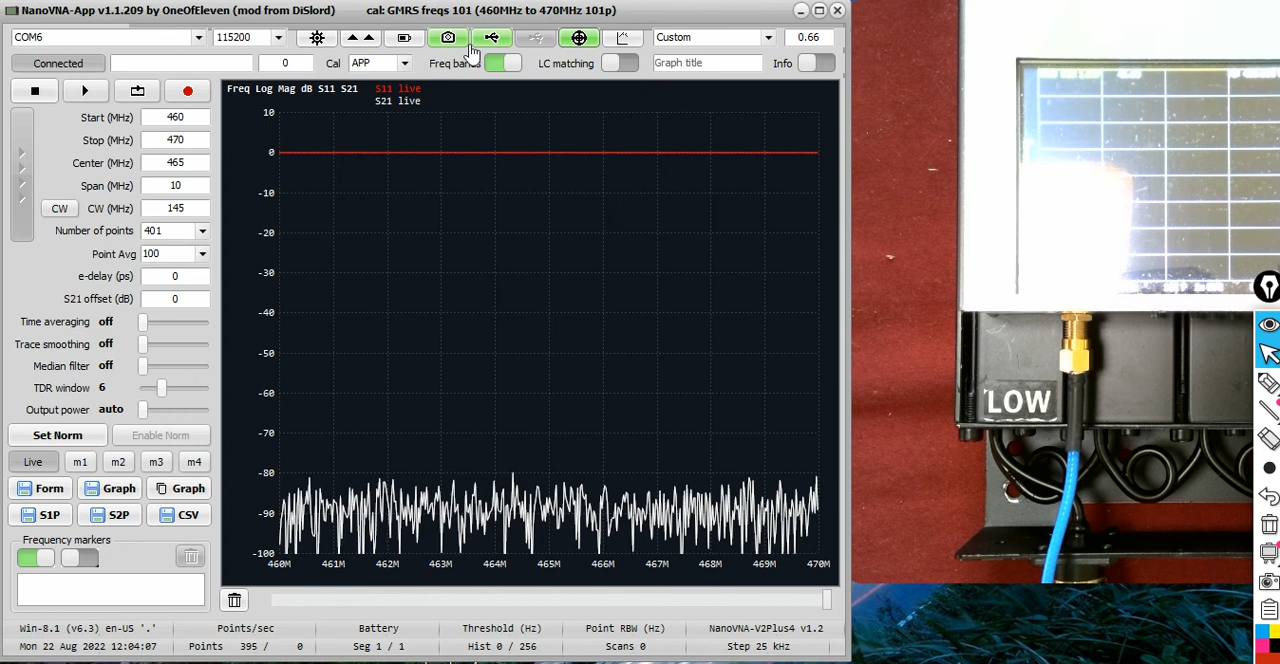 NanoVNA-App v1.1.209 by OneOfEleven (mod from DisLord) cal: GMRS freqs 101 (460MHz to 470MHz 101p)
COM6 115200 Custom 0.66
Connected 0 Cal APP Freq bands LC matching Graph title Info
Start (MHz) 460
Stop (MHz) 470
Center (MHz) 465
Span (MHz) 10
CW CW (MHz) 145
Number of points 401
Point Avg 100
e-delay (ps) 0
S21 offset (dB) 0
Time averaging off
Trace smoothing off
Median filter off
TDR window 6
Output power auto
Set Norm Enable Norm
Live m1 m2 m3 m4
Form Graph Graph
S1P S2P CSV
Frequency markers
Freq Log Mag dB S11 S21 S11 live
S21 live
10
0
-10
-20
-30
-40
-50
-60
-70
-80
-90
-100
460M 461M 462M 463M 464M 465M 466M 467M 468M 469M 470M
Win-8.1 (v6.3) en-US '.' Points/sec Battery Threshold (Hz) Point RBW (Hz) NanoVNA-V2Plus4 v1.2
Mon 22 Aug 2022 12:04:07 Points 395 / 0 Seg 1 / 1 Hist 0 / 256 Scans 0 Step 25 kHz
LOW